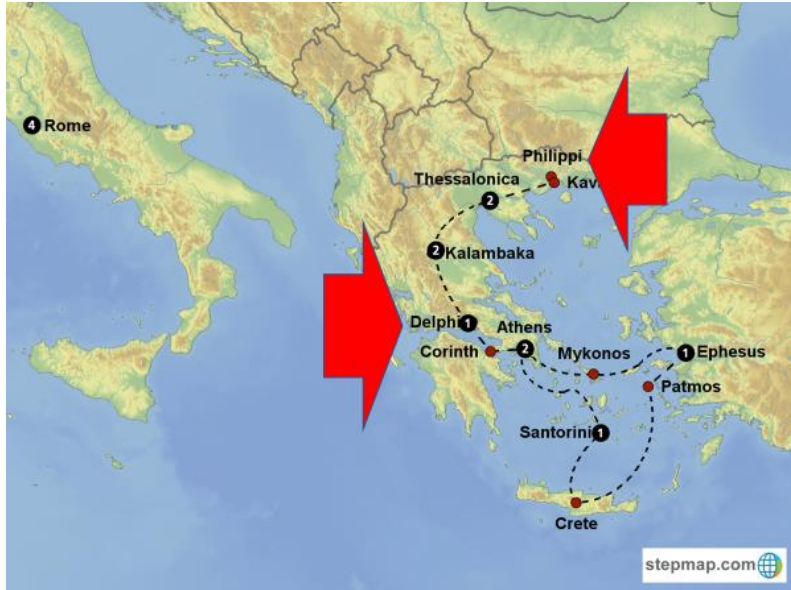 4 Rome
Philippi
Thessalonica
2
2 Kalambaka
Delphi 1
Athens
2
Corinth
Mykonos
1 Ephesus
Patmos
Santorini 1
Crete
stepmap.com